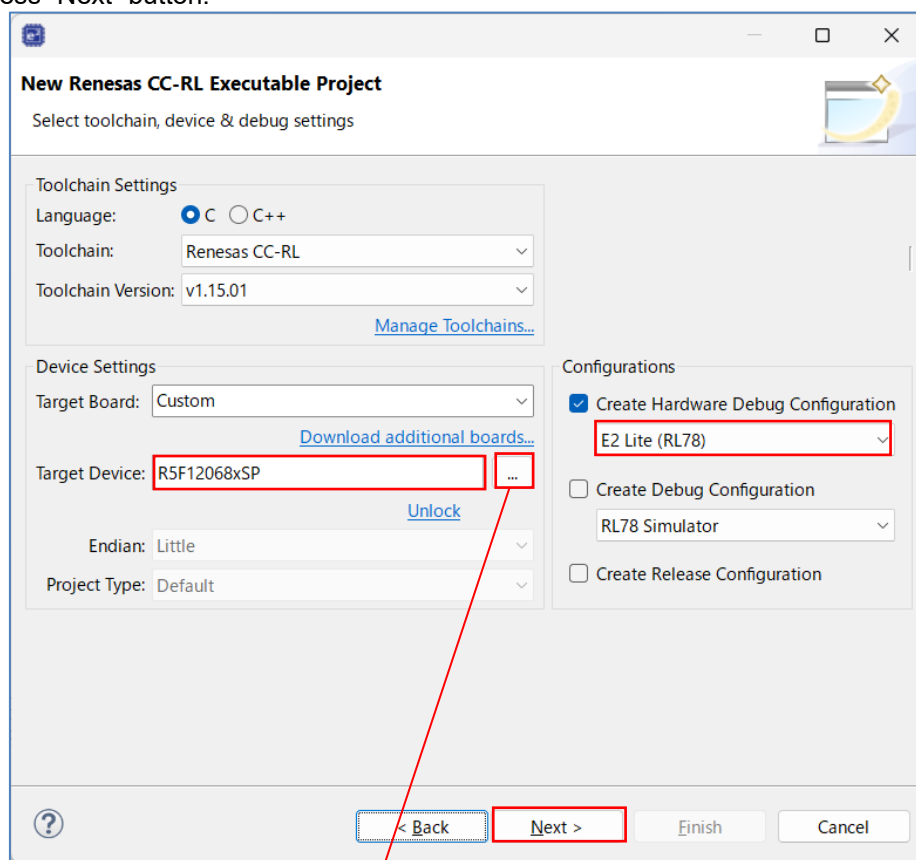 New Renesas CC-RL Executable Project
Select toolchain, device & debug settings
Toolchain Settings
Language: C C++
Toolchain: Renesas CC-RL
Toolchain Version: v1.15.01
Manage Toolchains...
Device Settings
Target Board: Custom
Download additional boards...
Target Device: R5F12068xSP ...
Unlock
Endian: Little
Project Type: Default
Configurations
Create Hardware Debug Configuration
E2 Lite (RL78)
Create Debug Configuration
RL78 Simulator
Create Release Configuration
? < Back Next > Finish Cancel